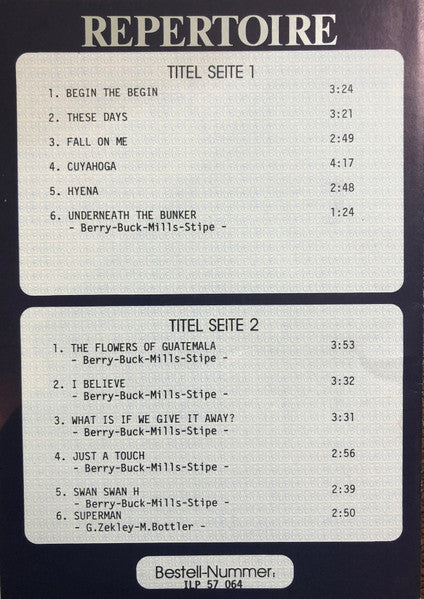 REPERTOIRE
TITEL SEITE 1
1. BEGIN THE BEGIN 3:24
2. THESE DAYS 3:21
3. FALL ON ME 2:49
4. CUYAHOGA 4:17
5. HYENA 2:48
6. UNDERNEATH THE BUNKER 1:24
- Berry-Buck-Mills-Stipe -
TITEL SEITE 2
1. THE FLOWERS OF GUATEMALA 3:53
- Berry-Buck-Mills-Stipe -
2. I BELIEVE 3:32
- Berry-Buck-Mills-Stipe -
3. WHAT IS IF WE GIVE IT AWAY? 3:31
- Berry-Buck-Mills-Stipe -
4. JUST A TOUCH 2:56
- Berry-Buck-Mills-Stipe -
5. SWAN SWAN H 2:39
- Berry-Buck-Mills-Stipe -
6. SUPERMAN 2:50
- G.Zekley-M.Bottler -
Bestell-Nummer:
ILP 57 064